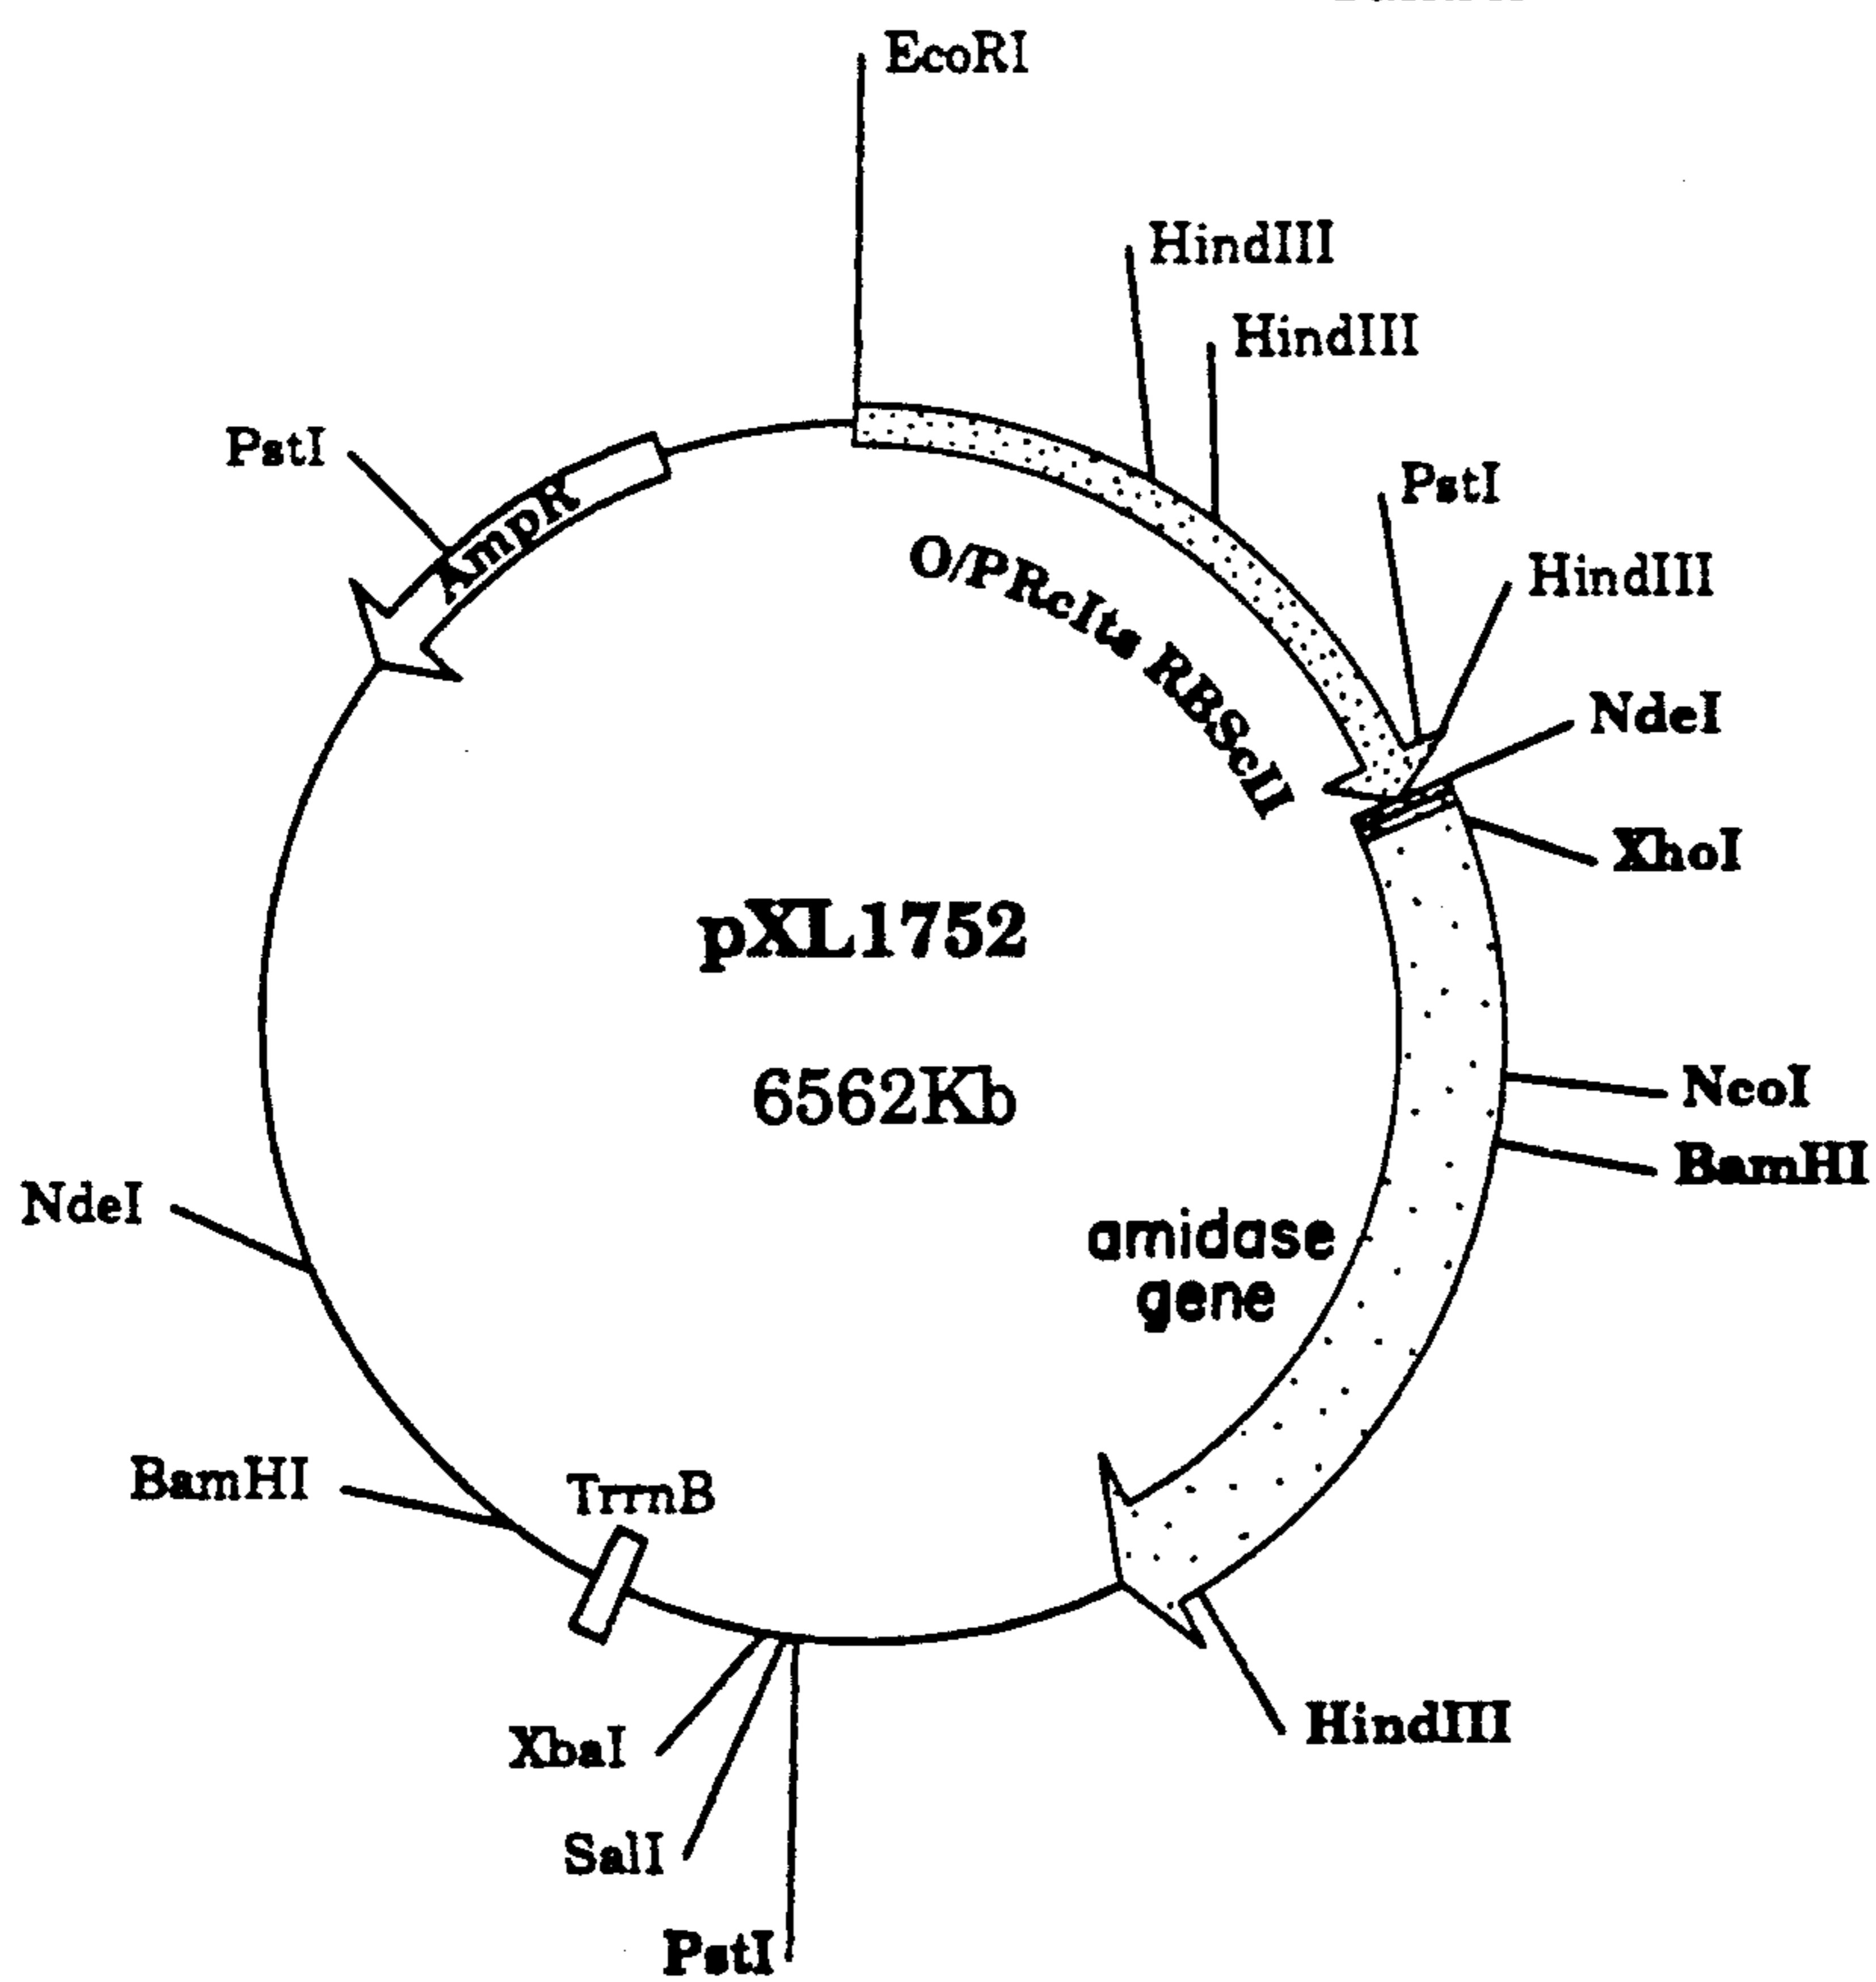 EcoRI
HindIII
HindIII
PstI
PstI
AmpR
HindIII
O/PRcIts RBScII
NdeI
XhoI
pXL1752
6562Kb
NcoI
BamHI
NdeI
amidase
gene
BamHI
TrrnB
HindIII
XbaI
SalI
PstI